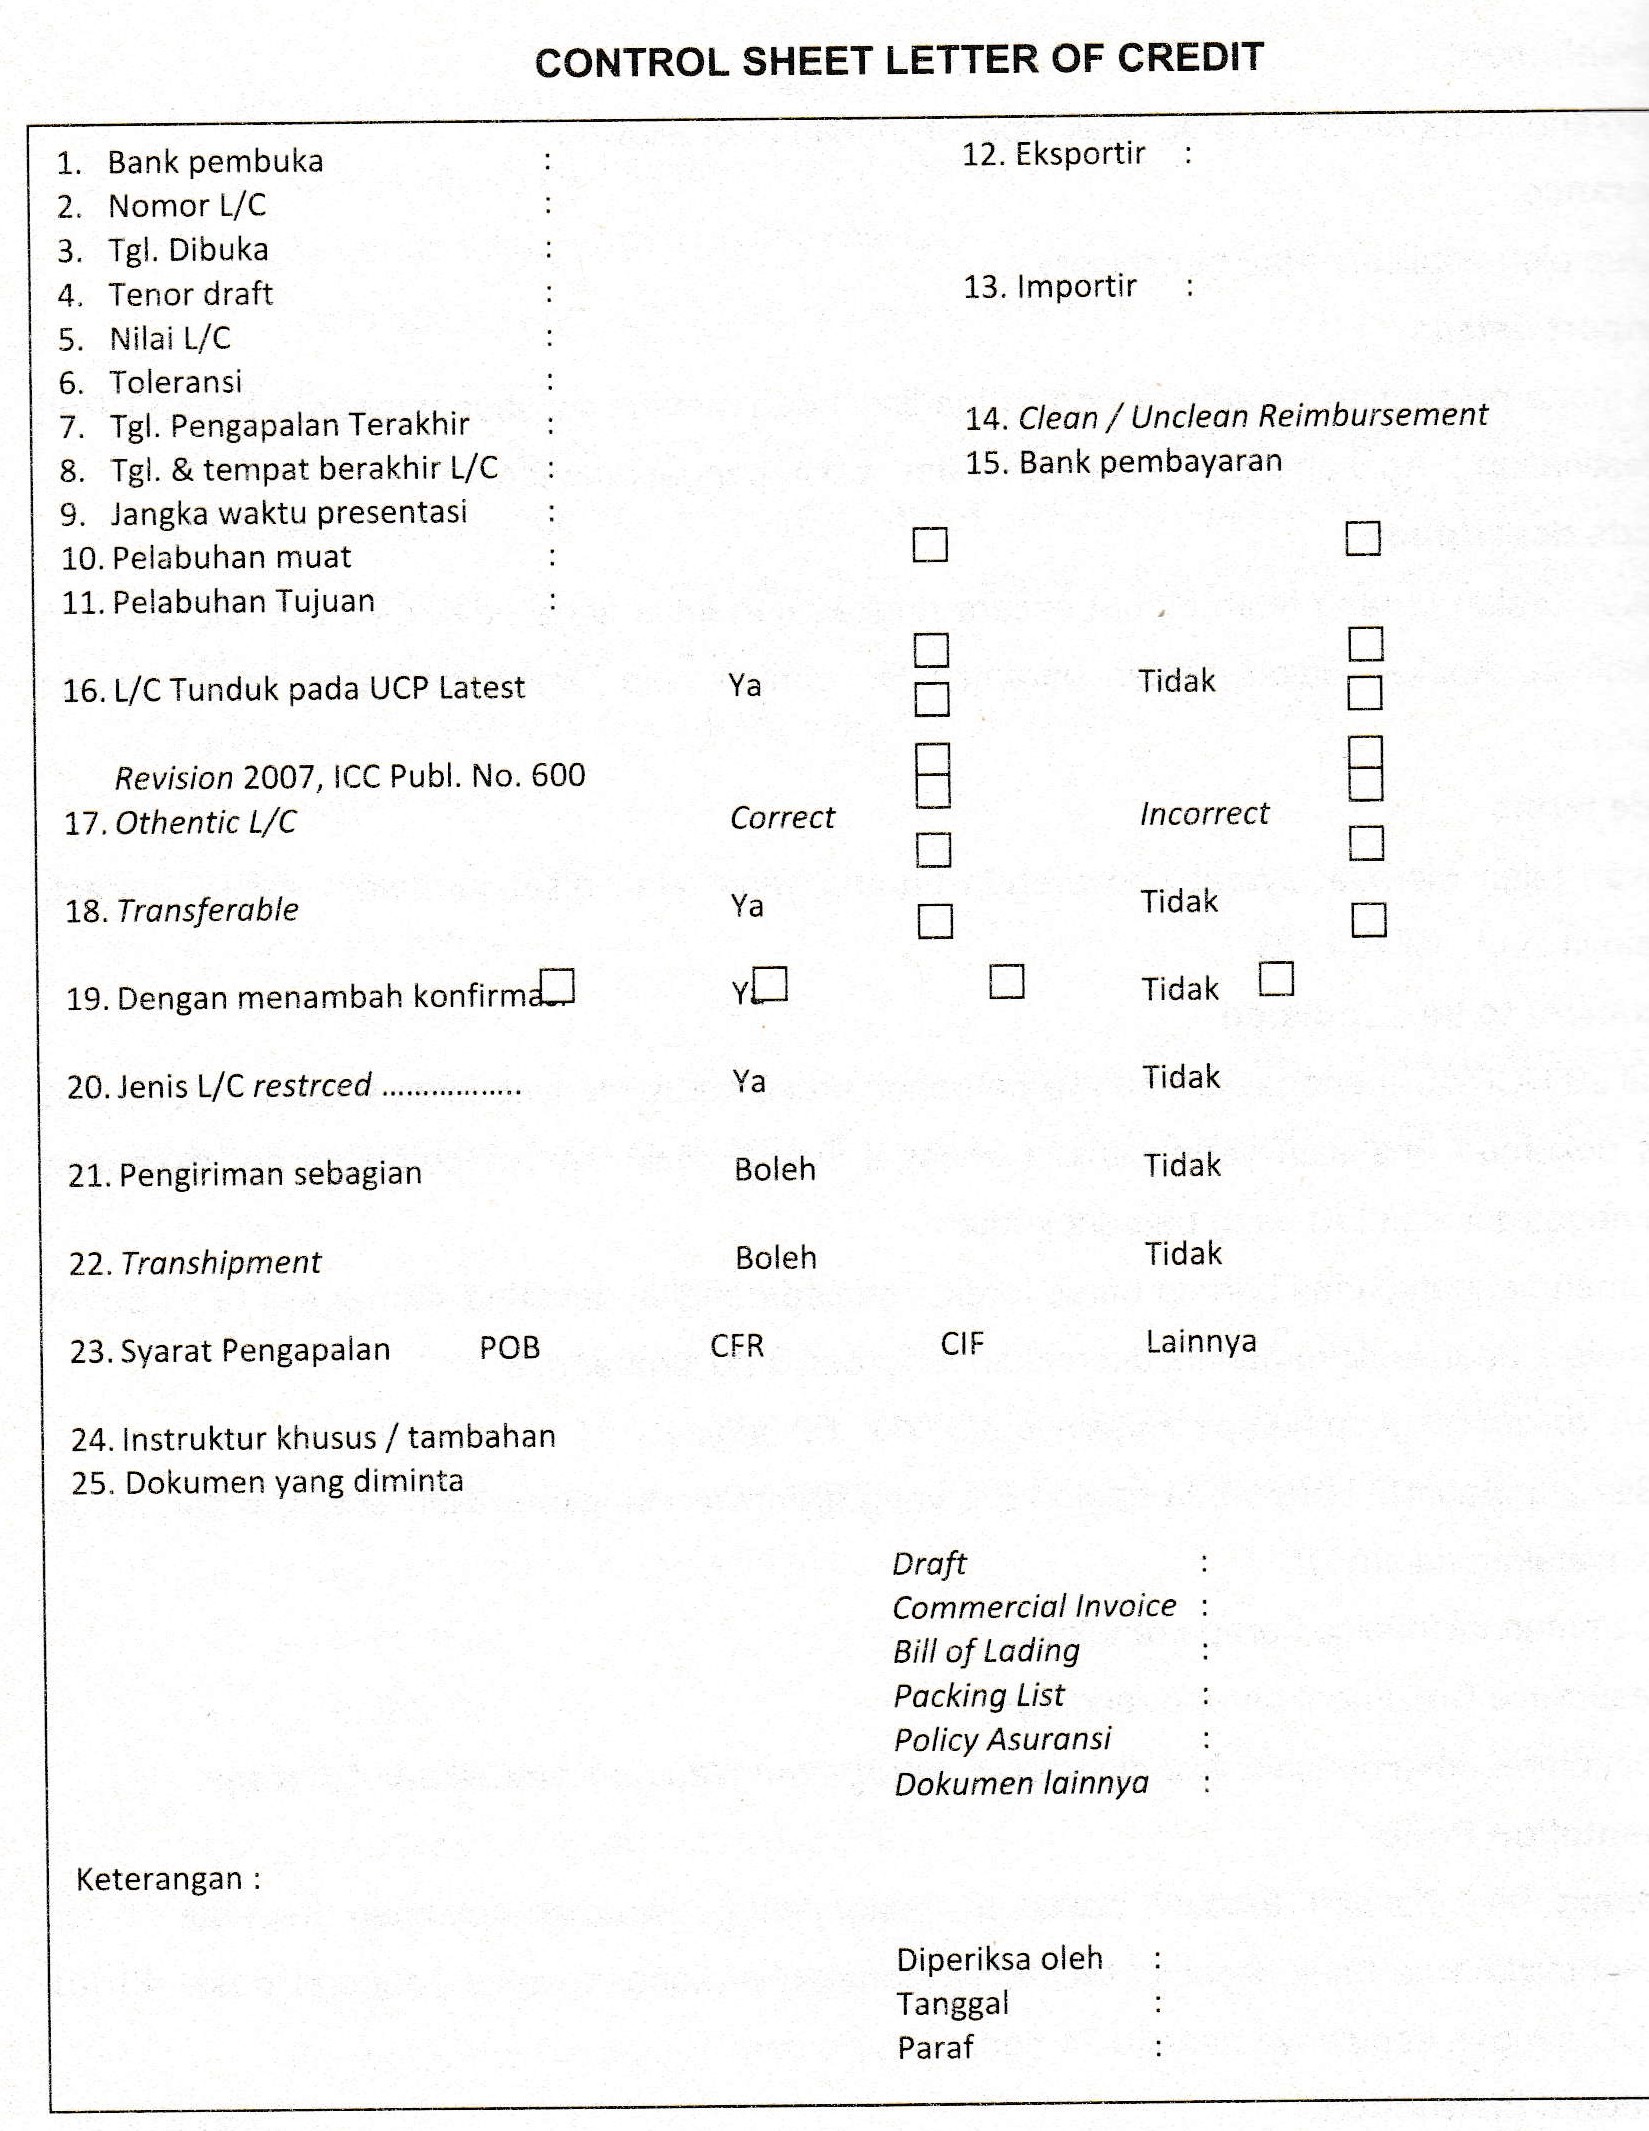 CONTROL SHEET LETTER OF CREDIT
1. Bank pembuka :
2. Nomor L/C :
3. Tgl. Dibuka :
4. Tenor draft :
5. Nilai L/C :
6. Toleransi :
7. Tgl. Pengapalan Terakhir :
8. Tgl. & tempat berakhir L/C :
9. Jangka waktu presentasi :
10. Pelabuhan muat :
11. Pelabuhan Tujuan :
12. Eksportir :
13. Importir :
14. Clean / Unclean Reimbursement
15. Bank pembayaran
16. L/C Tunduk pada UCP Latest Ya Tidak
Revision 2007, ICC Publ. No. 600
17. Othentic L/C Correct Incorrect
18. Transferable Ya Tidak
19. Dengan menambah Tidak
20. Jenis L/C restrced ................. Ya Tidak
21. Pengiriman sebagian Boleh Tidak
22. Transhipment Boleh Tidak
23. Syarat Pengapalan POB CFR CIF Lainnya
24. Instruktur khusus / tambahan
25. Dokumen yang diminta
Draft :
Commercial Invoice :
Bill of Lading :
Packing List :
Policy Asuransi :
Dokumen lainnya :
Keterangan :
Diperiksa oleh :
Tanggal :
Paraf :